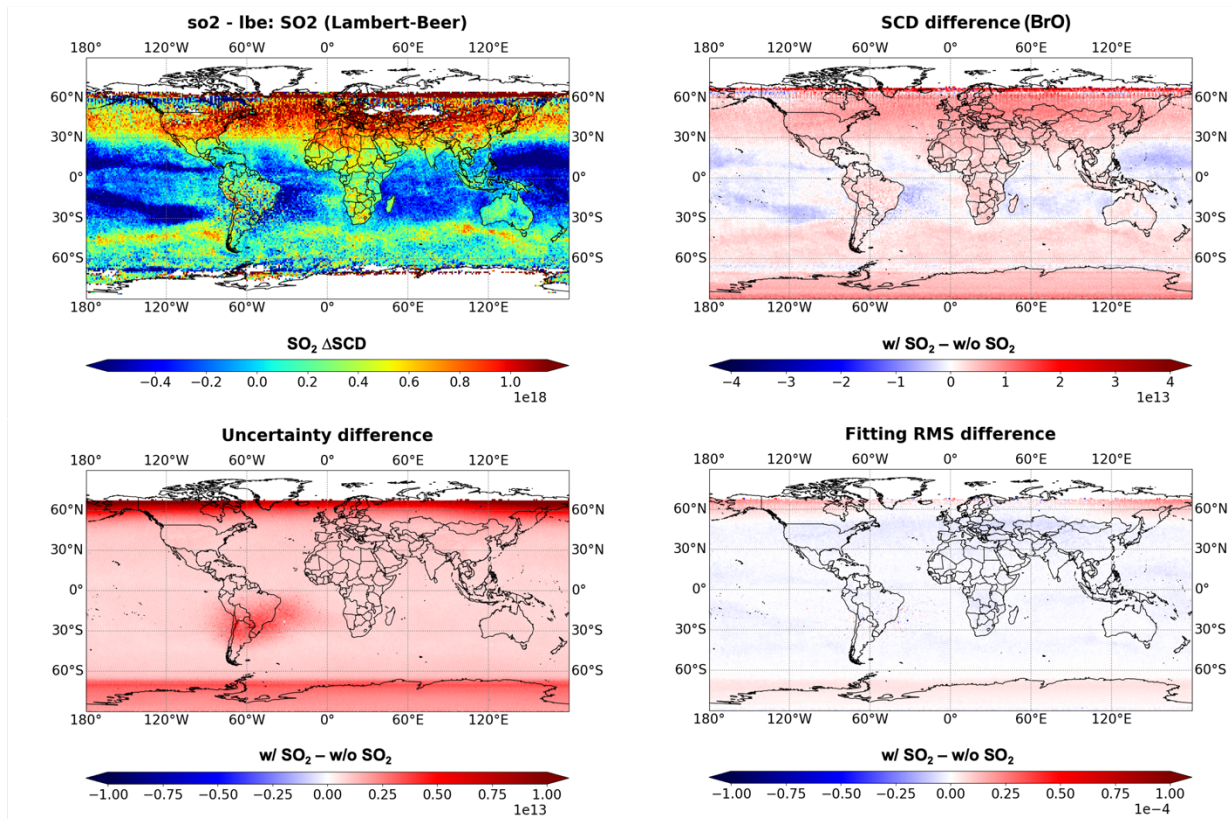 so2 - lbe: SO2 (Lambert-Beer)
180° 120°W 60°W 0° 60°E 120°E
60°N 60°N
30°N 30°N
0° 0°
30°S 30°S
60°S 60°S
180° 120°W 60°W 0° 60°E 120°E
SO₂ ΔSCD
−0.4 −0.2 0.0 0.2 0.4 0.6 0.8 1.0
1e18
SCD difference (BrO)
180° 120°W 60°W 0° 60°E 120°E
60°N 60°N
30°N 30°N
0° 0°
30°S 30°S
60°S 60°S
180° 120°W 60°W 0° 60°E 120°E
w/ SO₂ – w/o SO₂
−4 −3 −2 −1 0 1 2 3 4
1e13
Uncertainty difference
180° 120°W 60°W 0° 60°E 120°E
60°N 60°N
30°N 30°N
0° 0°
30°S 30°S
60°S 60°S
180° 120°W 60°W 0° 60°E 120°E
w/ SO₂ – w/o SO₂
−1.00 −0.75 −0.50 −0.25 0.00 0.25 0.50 0.75 1.00
1e13
Fitting RMS difference
180° 120°W 60°W 0° 60°E 120°E
60°N 60°N
30°N 30°N
0° 0°
30°S 30°S
60°S 60°S
180° 120°W 60°W 0° 60°E 120°E
w/ SO₂ – w/o SO₂
−1.00 −0.75 −0.50 −0.25 0.00 0.25 0.50 0.75 1.00
1e−4